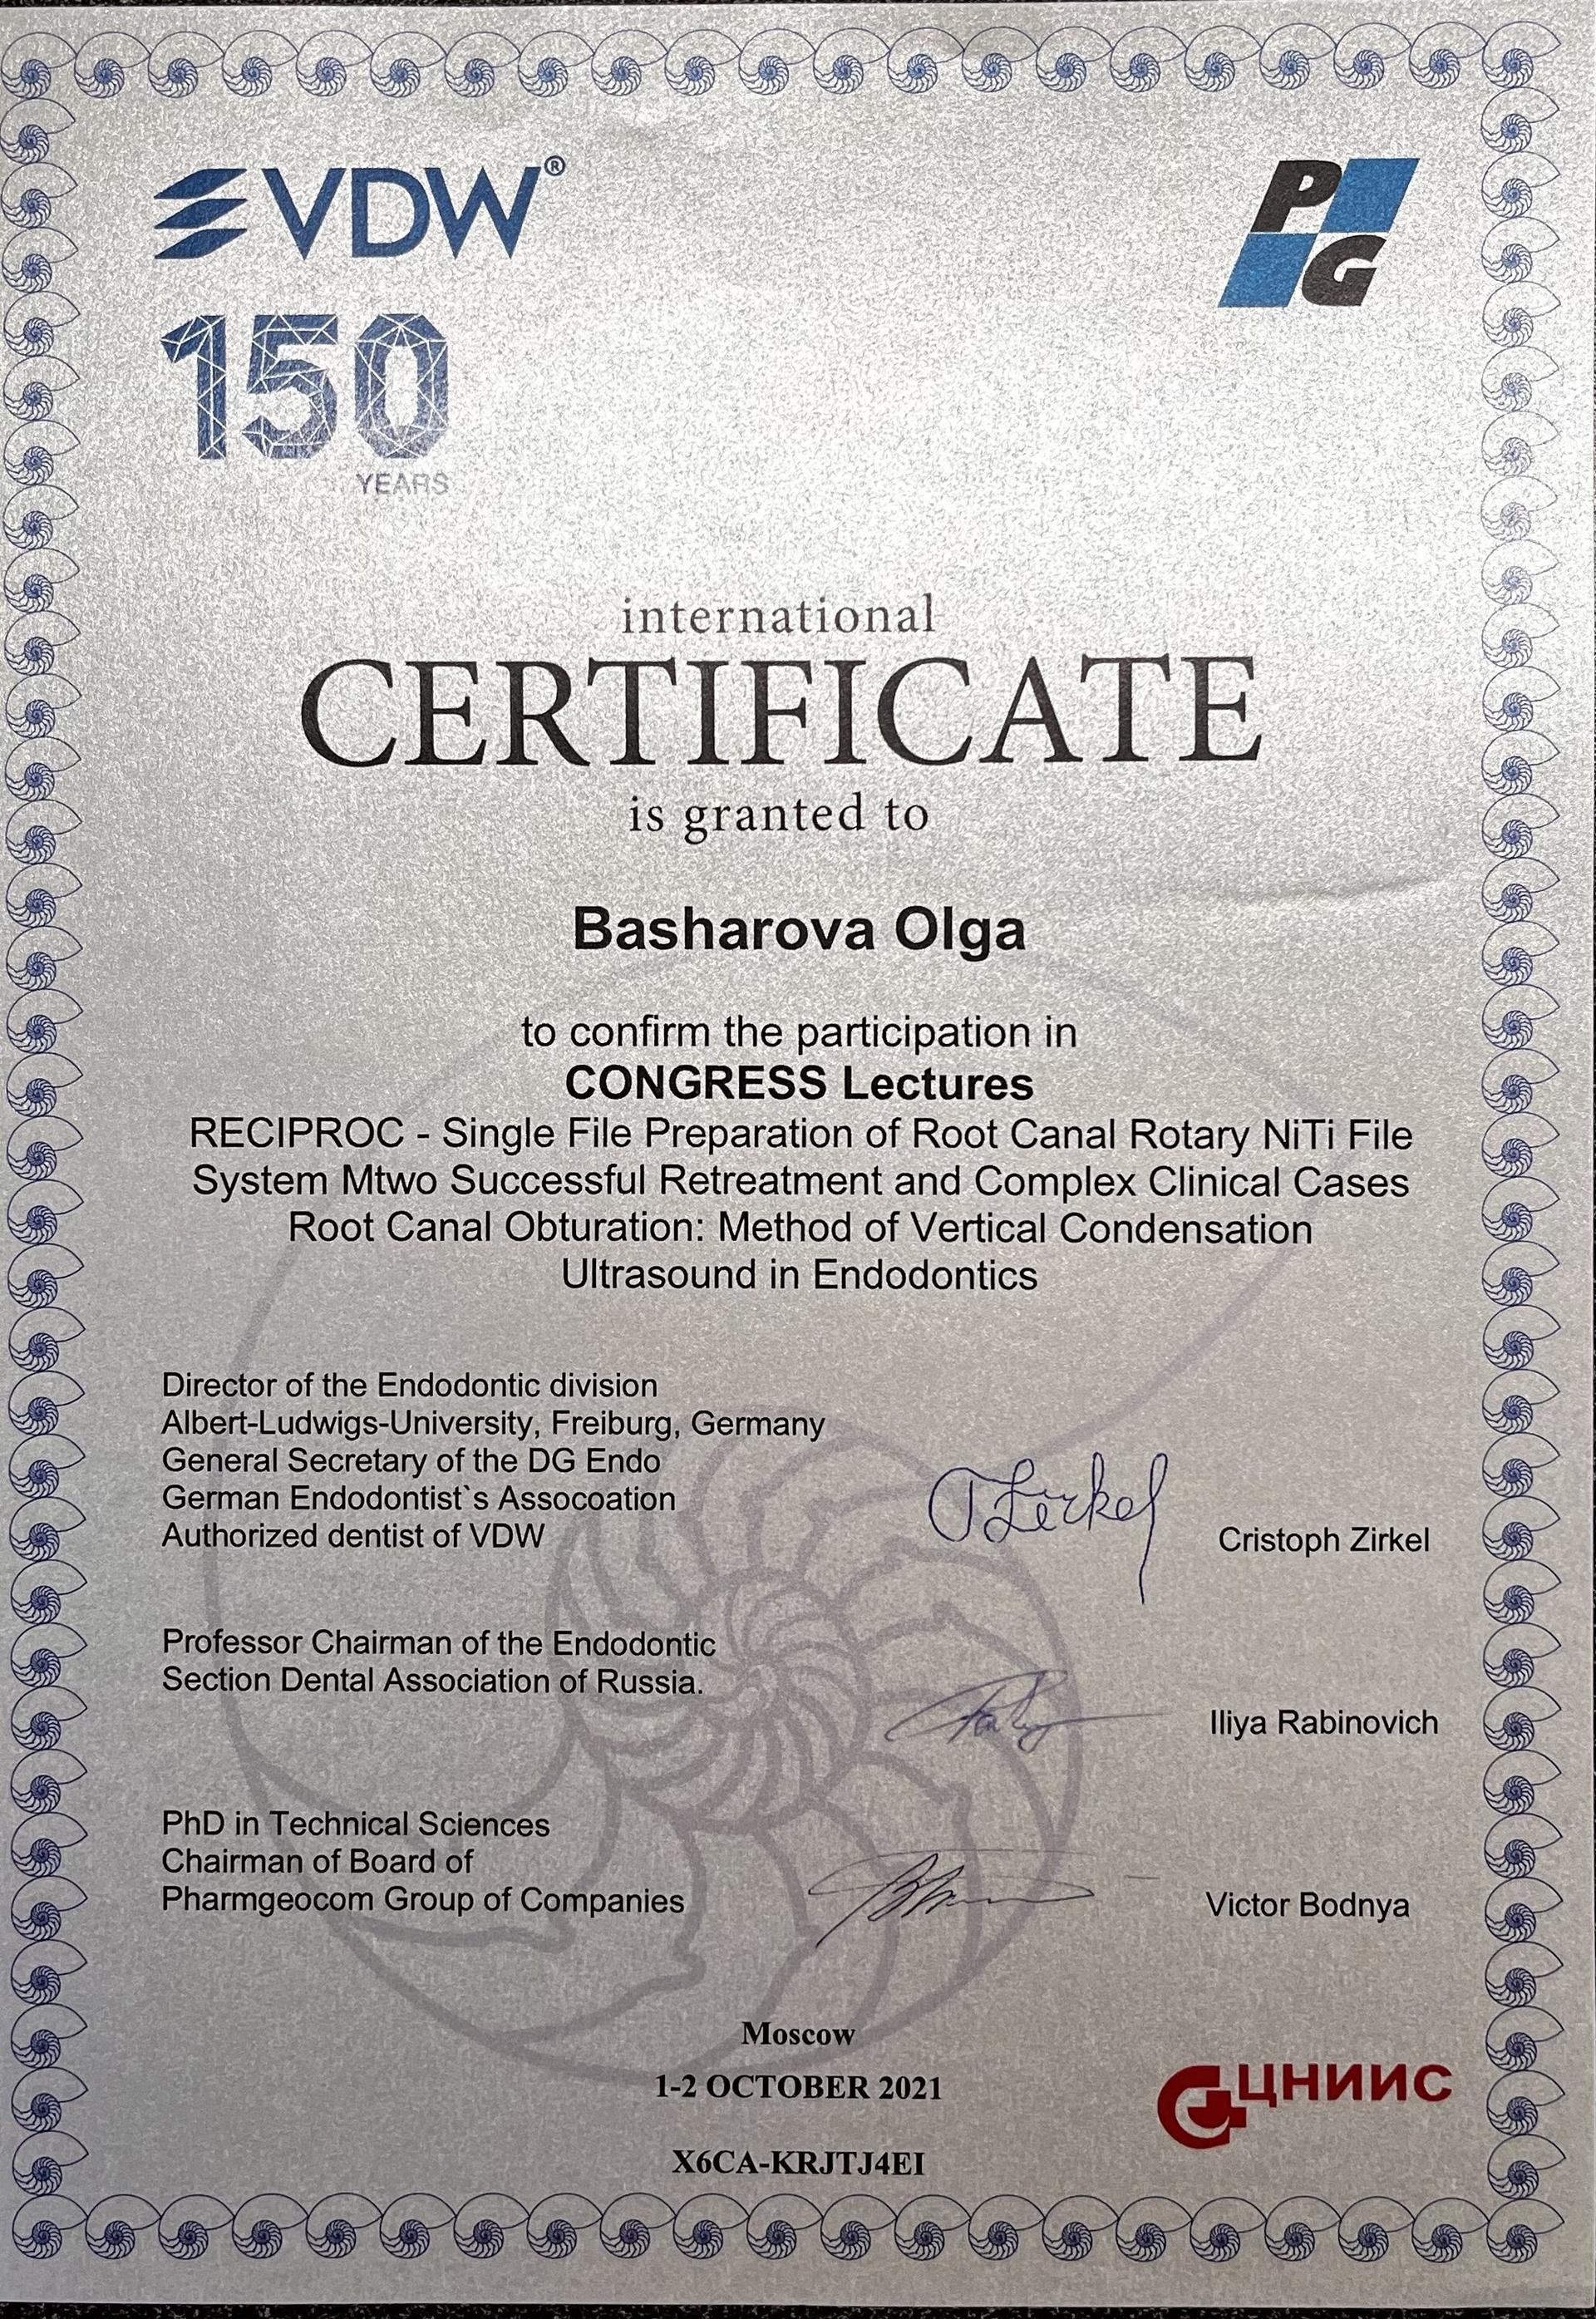 VDW®
P
G
150
YEARS
international
CERTIFICATE
is granted to
Basharova Olga
to confirm the participation in
CONGRESS Lectures
RECIPROC - Single File Preparation of Root Canal Rotary NiTi File
System Mtwo Successful Retreatment and Complex Clinical Cases
Root Canal Obturation: Method of Vertical Condensation
Ultrasound in Endodontics
Director of the Endodontic division
Albert-Ludwigs-University, Freiburg, Germany
General Secretary of the DG Endo
German Endodontist`s Assocoation
Authorized dentist of VDW
Cristoph Zirkel
Professor Chairman of the Endodontic
Section Dental Association of Russia.
Iliya Rabinovich
PhD in Technical Sciences
Chairman of Board of
Pharmgeocom Group of Companies
Victor Bodnya
Moscow
1-2 OCTOBER 2021
ЦНИИС
X6CA-KRJTJ4EI